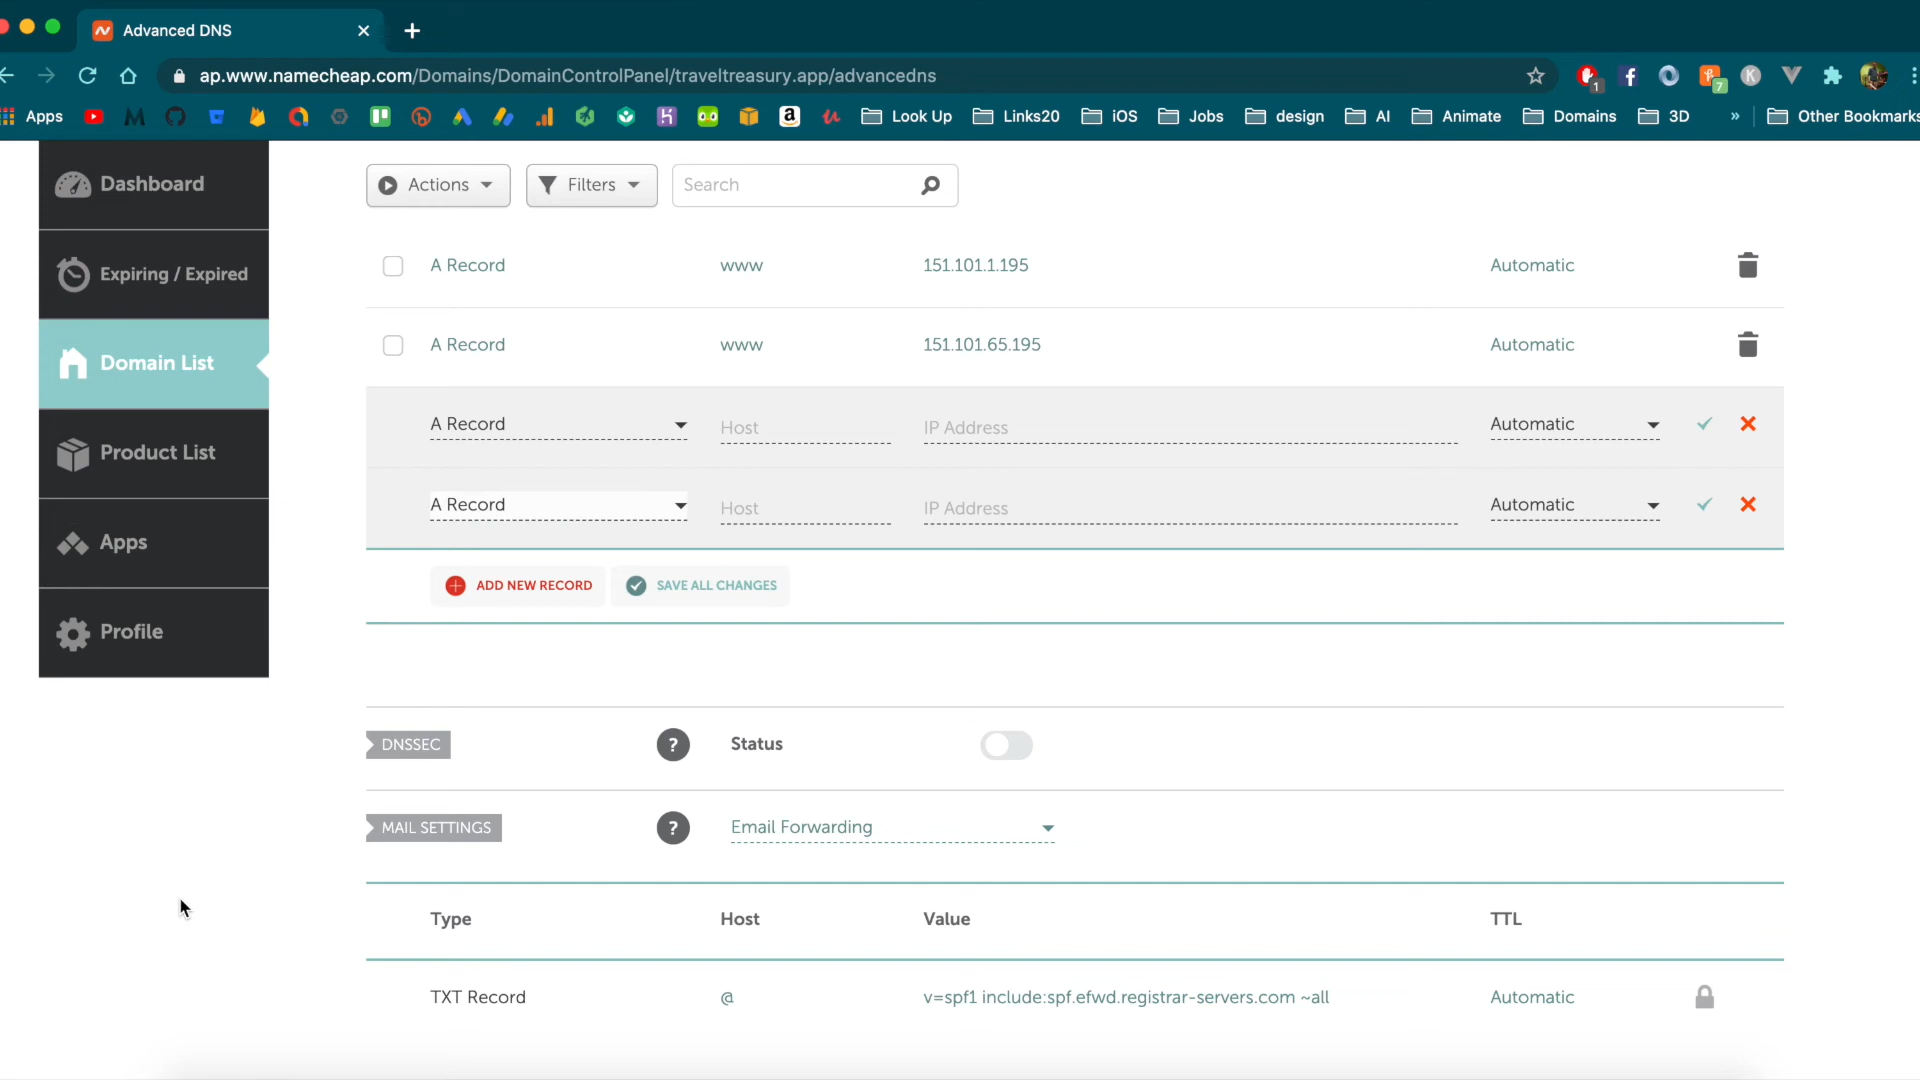 Advanced DNS
ap.www.namecheap.com/Domains/DomainControlPanel/traveltreasury.app/advancedns
1
7
K
Apps
Look Up
Links20
iOS
Jobs
design
AI
Animate
Domains
3D
»
Other Bookmarks
Dashboard
Expiring / Expired
Domain List
Product List
Apps
Profile
Actions
Filters
Search
A Record www 151.101.1.195 Automatic
A Record www 151.101.65.195 Automatic
A Record Host IP Address Automatic
A Record Host IP Address Automatic
ADD NEW RECORD
SAVE ALL CHANGES
DNSSEC ? Status
MAIL SETTINGS ? Email Forwarding
Type Host Value TTL
TXT Record @ v=spf1 include:spf.efwd.registrar-servers.com ~all Automatic